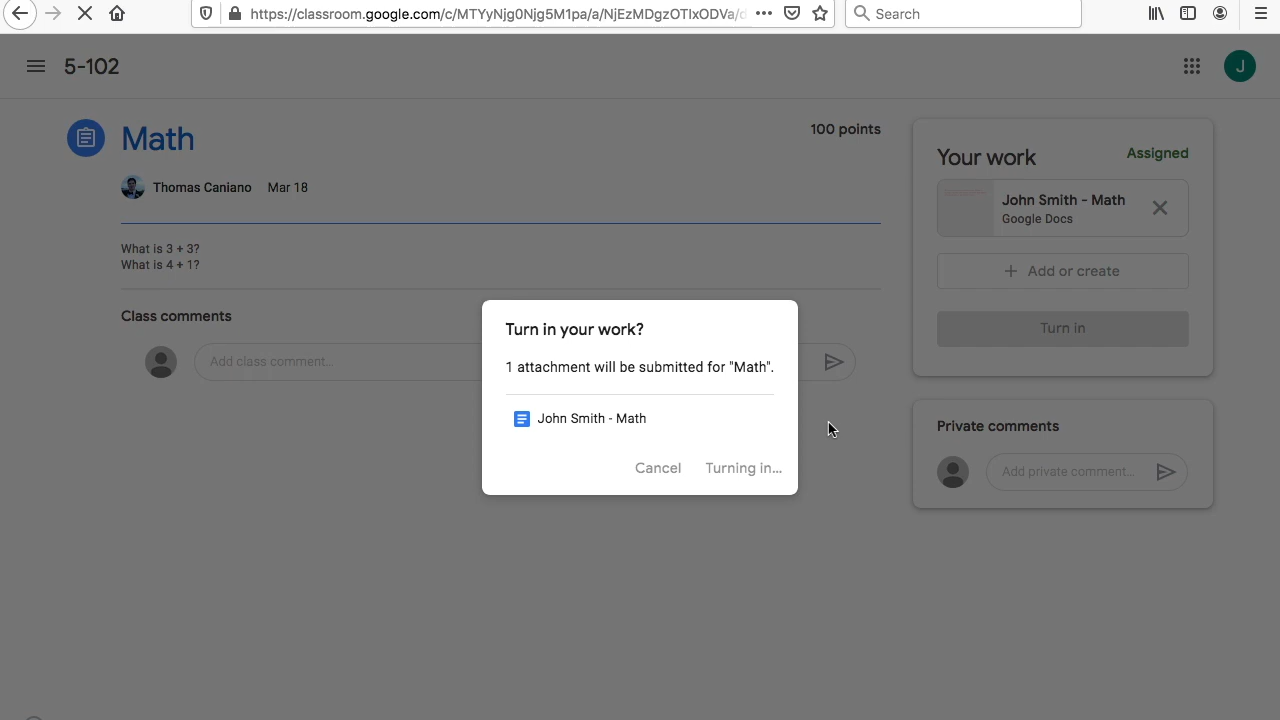 https://classroom.google.com/c/MTYyNjg0Njg5M1pa/a/NjEzMDgzOTIxODVa/d
Search
5-102
J
Math
100 points
Thomas Caniano Mar 18
What is 3 + 3?
What is 4 + 1?
Class comments
Add class comment...
Your work
Assigned
John Smith - Math
Google Docs
+ Add or create
Turn in
Private comments
Add private comment...
Turn in your work?
1 attachment will be submitted for "Math".
John Smith - Math
Cancel Turning in...